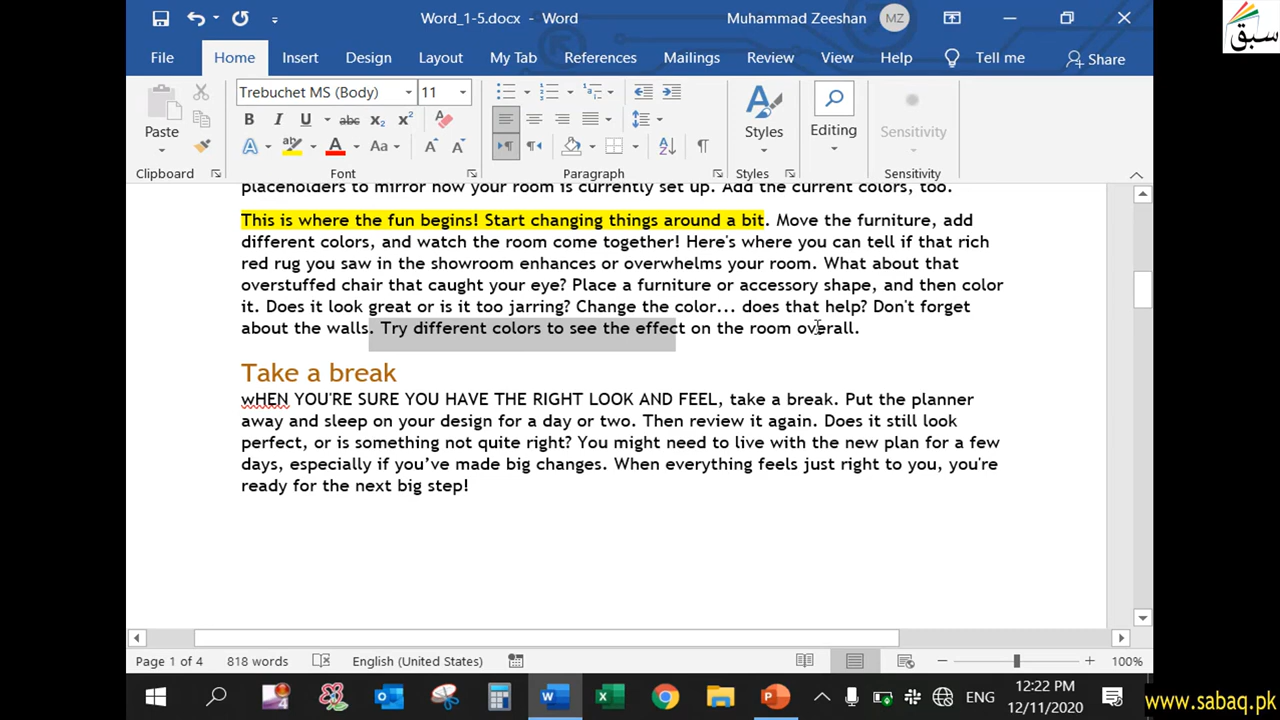 Word_1-5.docx - Word
Muhammad Zeeshan
MZ
سبق
File Home Insert Design Layout My Tab References Mailings Review View Help Tell me Share
Trebuchet MS (Body) 11
Paste
Styles
Editing
Sensitivity
Clipboard Font Paragraph Styles Sensitivity
placeholders to mirror how your room is currently set up. Add the current colors, too.
This is where the fun begins! Start changing things around a bit. Move the furniture, add
different colors, and watch the room come together! Here's where you can tell if that rich
red rug you saw in the showroom enhances or overwhelms your room. What about that
overstuffed chair that caught your eye? Place a furniture or accessory shape, and then color
it. Does it look great or is it too jarring? Change the color... does that help? Don't forget
about the walls. Try different colors to see the effect on the room overall.
Take a break
wHEN YOU'RE SURE YOU HAVE THE RIGHT LOOK AND FEEL, take a break. Put the planner
away and sleep on your design for a day or two. Then review it again. Does it still look
perfect, or is something not quite right? You might need to live with the new plan for a few
days, especially if you’ve made big changes. When everything feels just right to you, you're
ready for the next big step!
Page 1 of 4 818 words English (United States) 100%
ENG
12:22 PM
12/11/2020
www.sabaq.pk